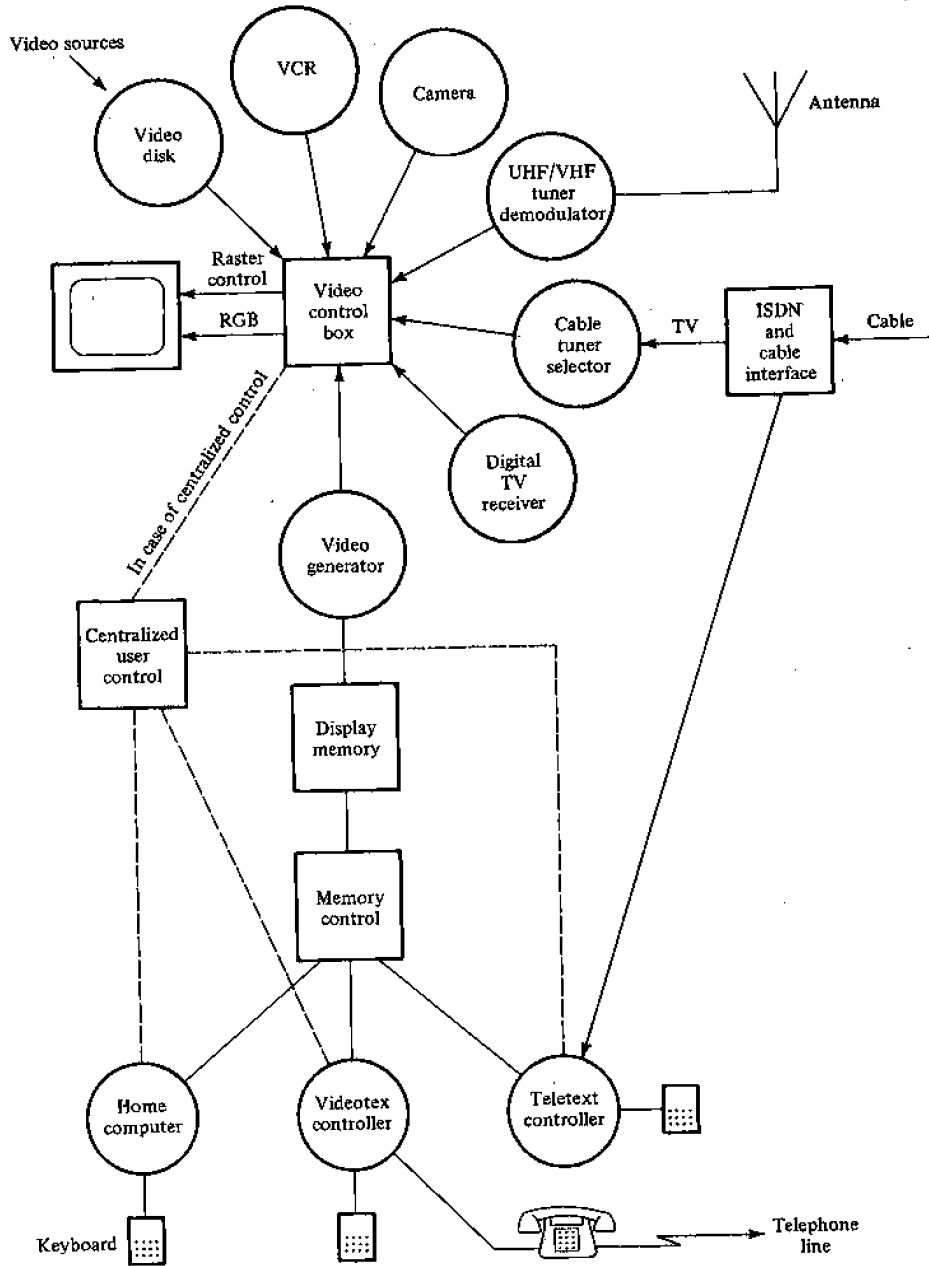 Video sources
VCR
Camera
Video
disk
Antenna
UHF/VHF
tuner
demodulator
Raster
control
RGB
Video
control
box
Cable
tuner
selector
TV
ISDN
and
cable
interface
Cable
Digital
TV
receiver
In case of centralized control
Video
generator
Centralized
user
control
Display
memory
Memory
control
Home
computer
Videotex
controller
Teletext
controller
Keyboard
Telephone
line